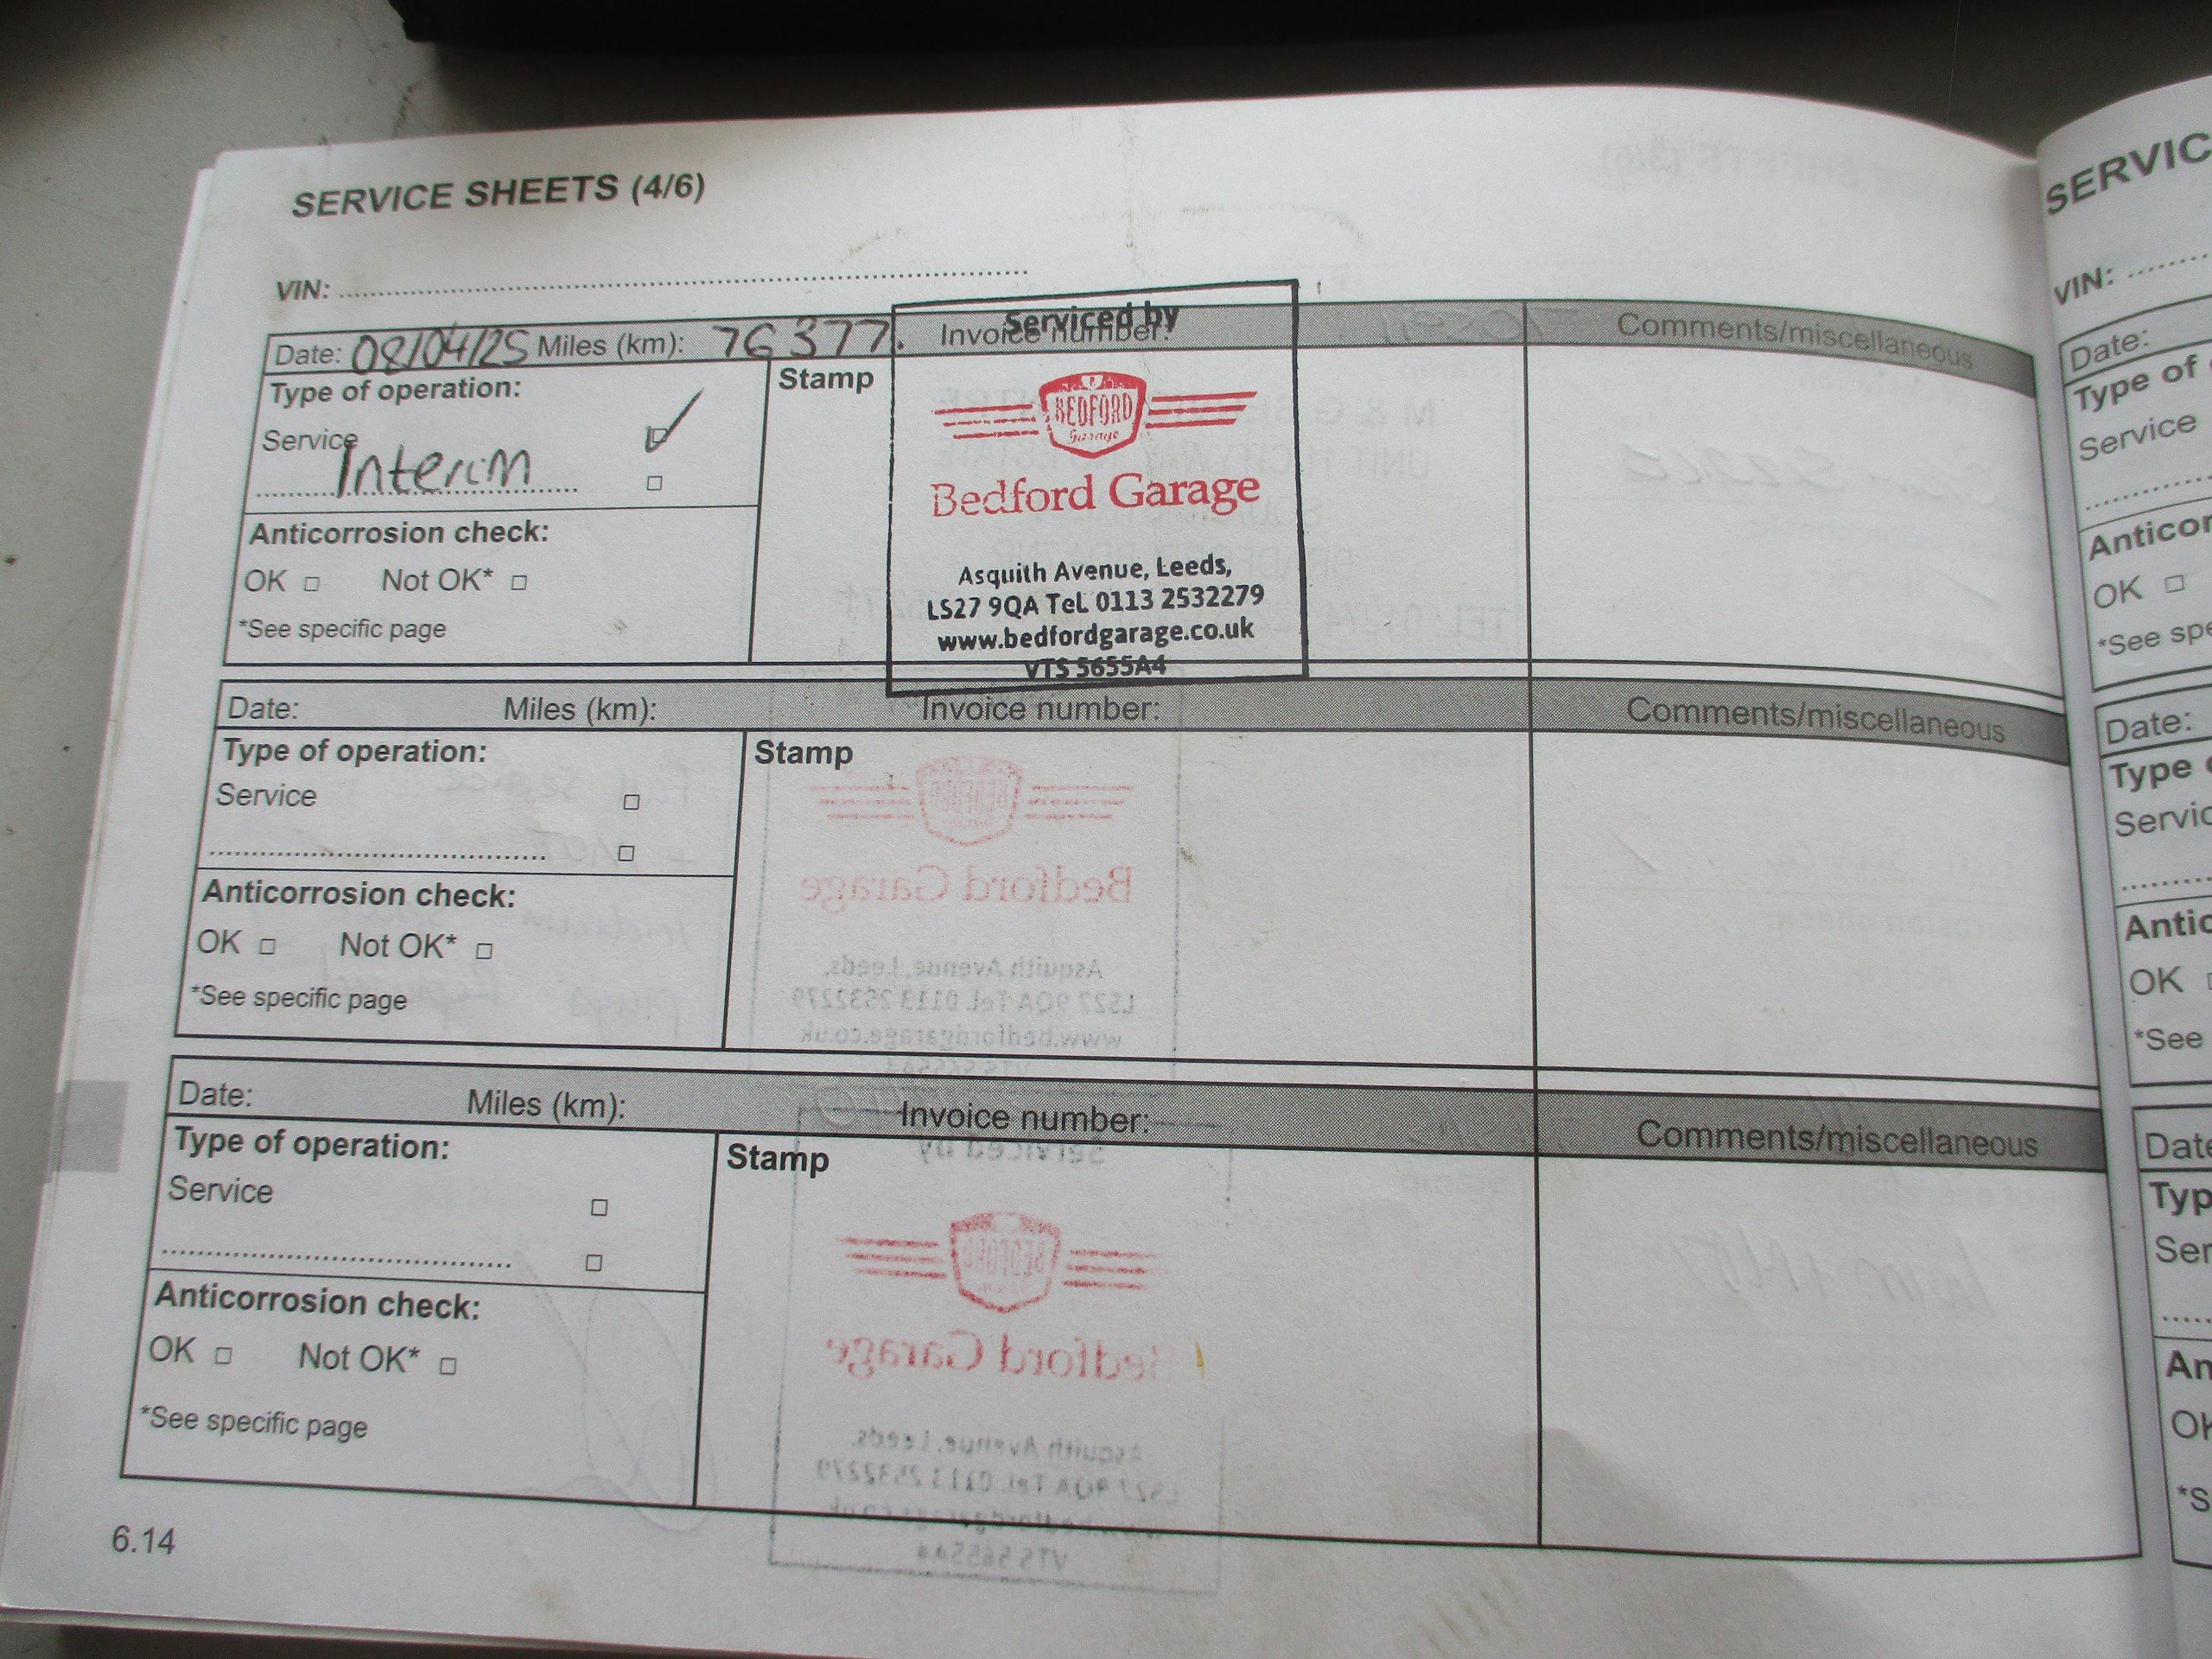 SERVICE SHEETS (4/6)
VIN:
Date: 08/04/25 Miles (km): 76377. Invoice number: Comments/miscellaneous
Serviced by
Type of operation:
Stamp
Service
Interim
BEDFORD
Garage
Bedford Garage
Anticorrosion check:
OK Not OK*
*See specific page
Asquith Avenue, Leeds,
LS27 9QA Tel. 0113 2532279
www.bedfordgarage.co.uk
VTS 5655A4
Date: Miles (km): Invoice number: Comments/miscellaneous
Type of operation:
Stamp
Service
Anticorrosion check:
OK Not OK*
*See specific page
Date: Miles (km): Invoice number: Comments/miscellaneous
Type of operation:
Stamp
Service
Anticorrosion check:
OK Not OK*
*See specific page
6.14
VIN:
Date:
Service
OK
*See